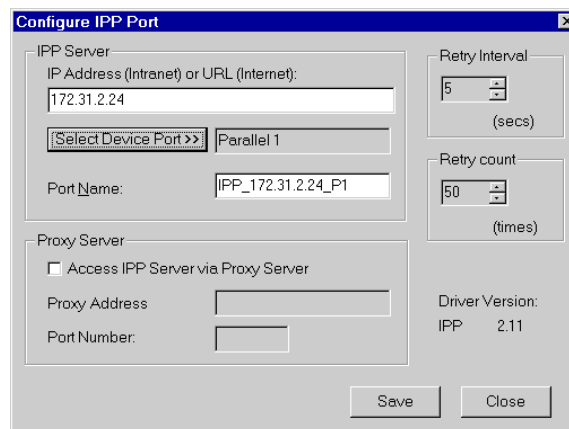 Configure IPP Port
IPP Server
IP Address (Intranet) or URL (Internet):
172.31.2.24
Select Device Port>> Parallel 1
Port Name: IPP_172.31.2.24_P1
Retry Interval
5
(secs)
Retry count
50
(times)
Proxy Server
Access IPP Server via Proxy Server
Proxy Address
Port Number:
Driver Version:
IPP 2.11
Save Close